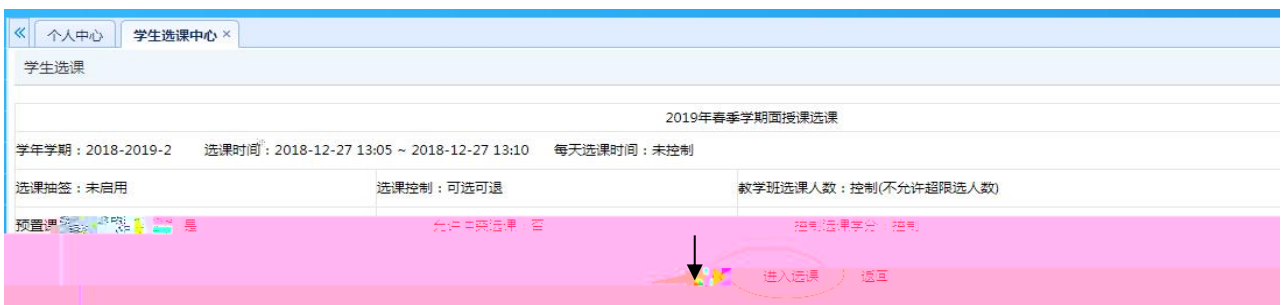 个人中心 学生选课中心 ×
学生选课
2019年春季学期面授课选课
学年学期：2018-2019-2 选课时间：2018-12-27 13:05 ~ 2018-12-27 13:10 每天选课时间：未控制
选课抽签：未启用 选课控制：可选可退 教学班选课人数：控制(不允许超限选人数)
预置课 是 允许冲突选课 否 控制选课学分：控制
进入选课 返回